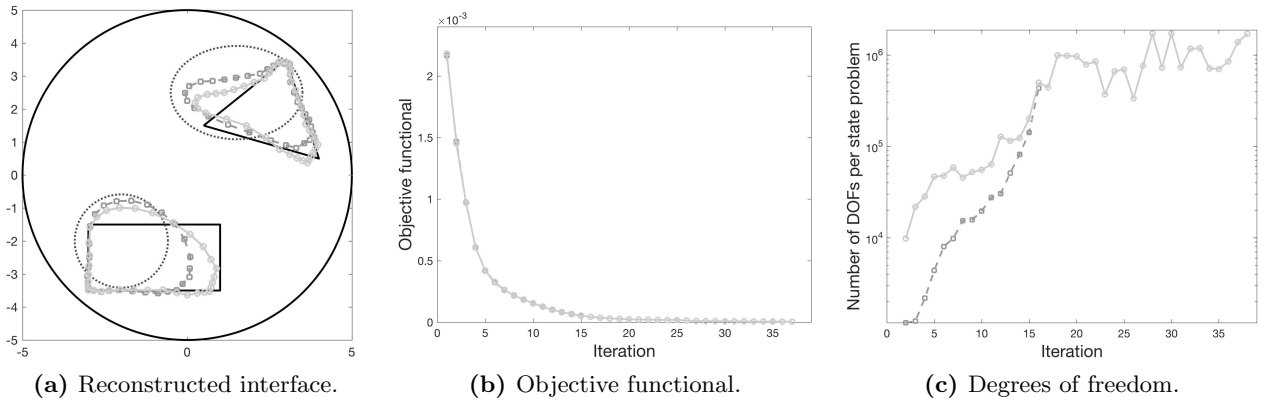 5
4
3
2
1
0
-1
-2
-3
-4
-5
-5 0 5
(a) Reconstructed interface.
×10⁻³
2
1.5
1
0.5
0
Objective functional
0 5 10 15 20 25 30 35
Iteration
(b) Objective functional.
10⁶
10⁵
10⁴
Number of DOFs per state problem
0 5 10 15 20 25 30 35
Iteration
(c) Degrees of freedom.